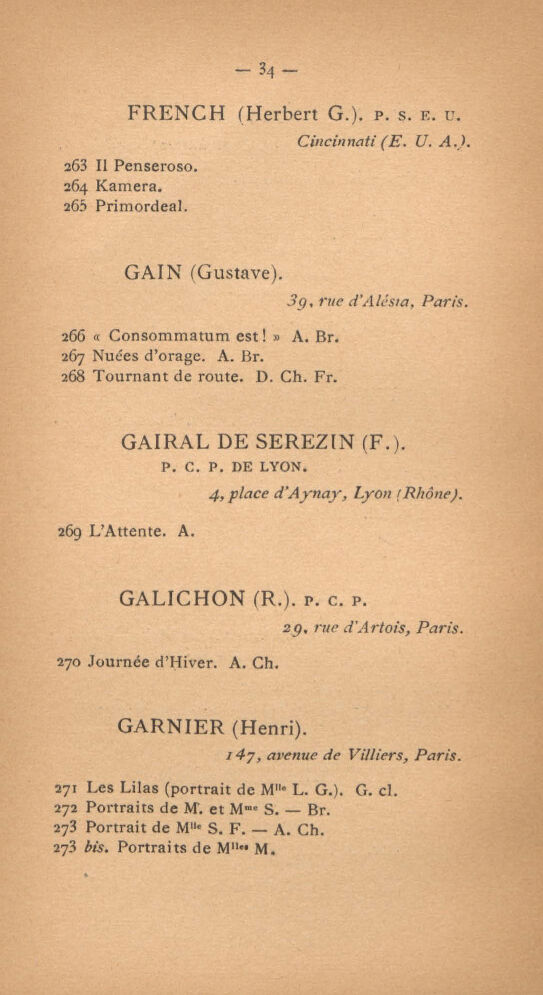 — 34 —
FRENCH (Herbert G.). P. S. E. U.
Cincinnati (E. U. A.).
263 Il Penseroso.
264 Kamera.
265 Primordeal.
GAIN (Gustave).
39, rue d'Alésia, Paris.
266 « Consommatum est! » A. Br.
267 Nuées d'orage. A. Br.
268 Tournant de route. D. Ch. Fr.
GAIRAL DE SEREZIN (F.).
P. C. P. DE LYON.
4, place d'Aynay, Lyon (Rhône).
269 L'Attente. A.
GALICHON (R.). P. C. P.
29, rue d'Artois, Paris.
270 Journée d'Hiver. A. Ch.
GARNIER (Henri).
147, avenue de Villiers, Paris.
271 Les Lilas (portrait de Mlle L. G.). G. cl.
272 Portraits de M. et Mme S. — Br.
273 Portrait de Mlle S. F. — A. Ch.
273 bis. Portraits de Mlles M.